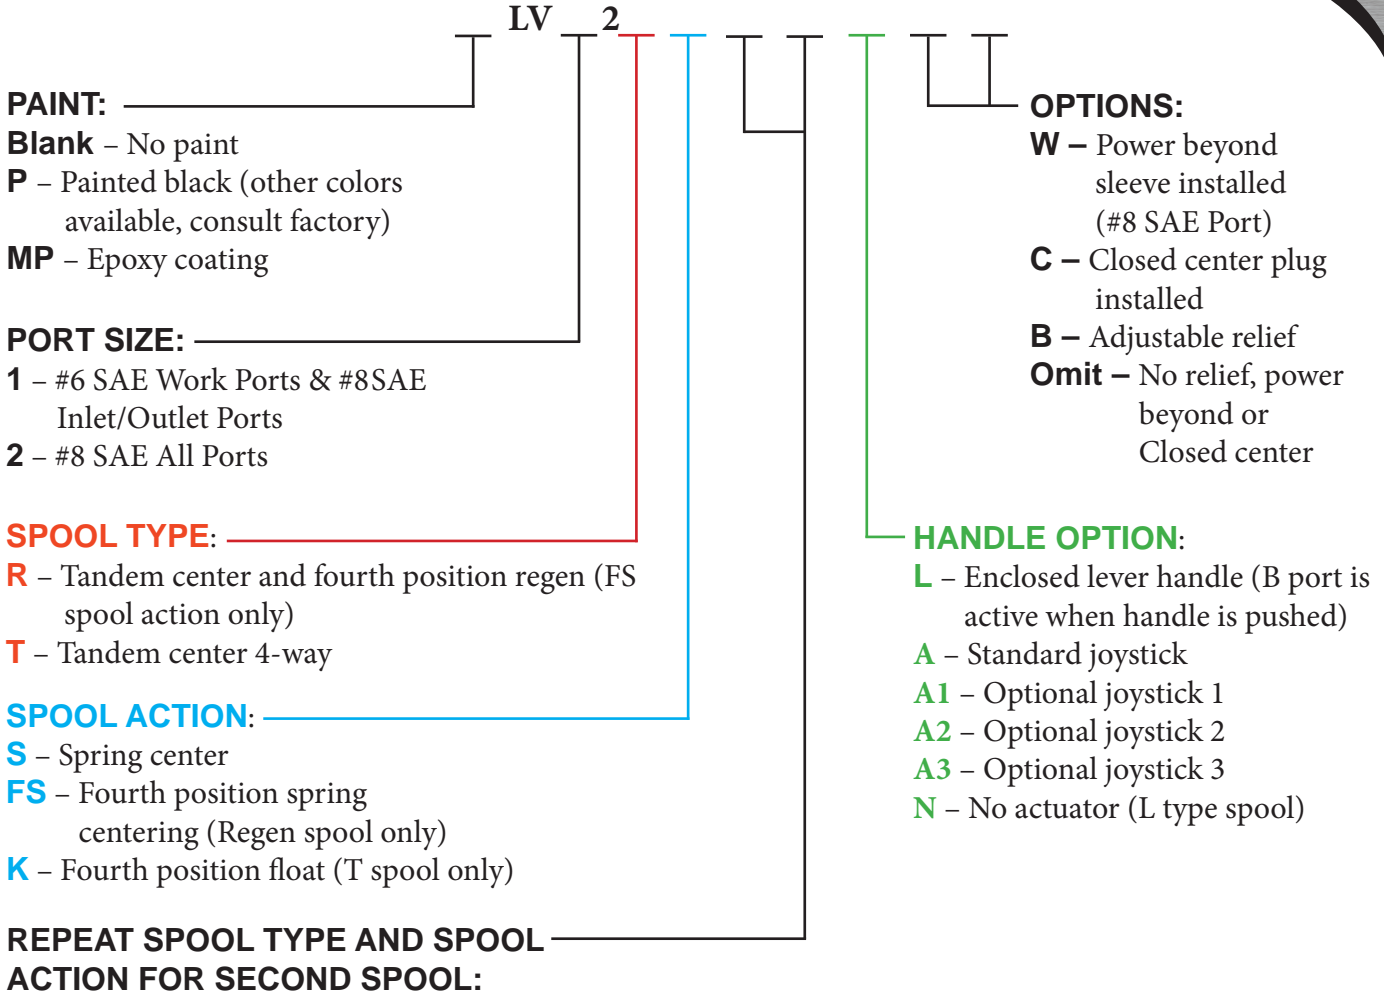 LV 2
PAINT:
Blank – No paint
P – Painted black (other colors
available, consult factory)
MP – Epoxy coating
PORT SIZE:
1 – #6 SAE Work Ports & #8SAE
Inlet/Outlet Ports
2 – #8 SAE All Ports
SPOOL TYPE:
R – Tandem center and fourth position regen (FS
spool action only)
T – Tandem center 4-way
SPOOL ACTION:
S – Spring center
FS – Fourth position spring
centering (Regen spool only)
K – Fourth position float (T spool only)
REPEAT SPOOL TYPE AND SPOOL
ACTION FOR SECOND SPOOL:
OPTIONS:
W – Power beyond
sleeve installed
(#8 SAE Port)
C – Closed center plug
installed
B – Adjustable relief
Omit – No relief, power
beyond or
Closed center
HANDLE OPTION:
L – Enclosed lever handle (B port is
active when handle is pushed)
A – Standard joystick
A1 – Optional joystick 1
A2 – Optional joystick 2
A3 – Optional joystick 3
N – No actuator (L type spool)